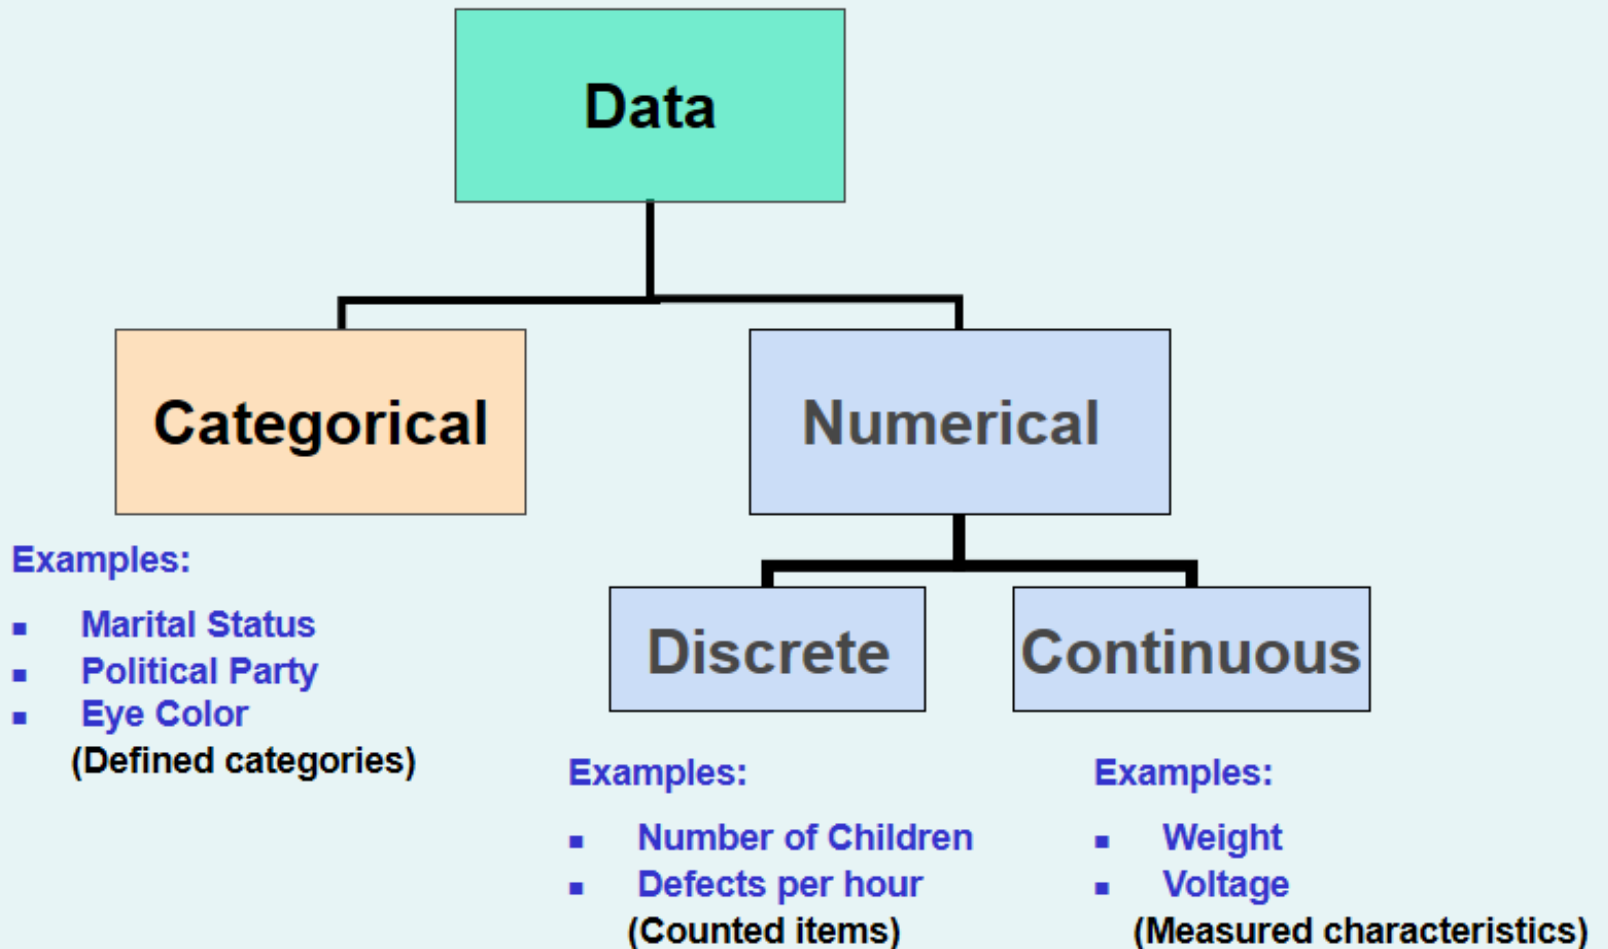 Data
Categorical
Numerical
Examples:
▪ Marital Status
▪ Political Party
▪ Eye Color
(Defined categories)
Discrete
Continuous
Examples:
▪ Number of Children
▪ Defects per hour
(Counted items)
Examples:
▪ Weight
▪ Voltage
(Measured characteristics)